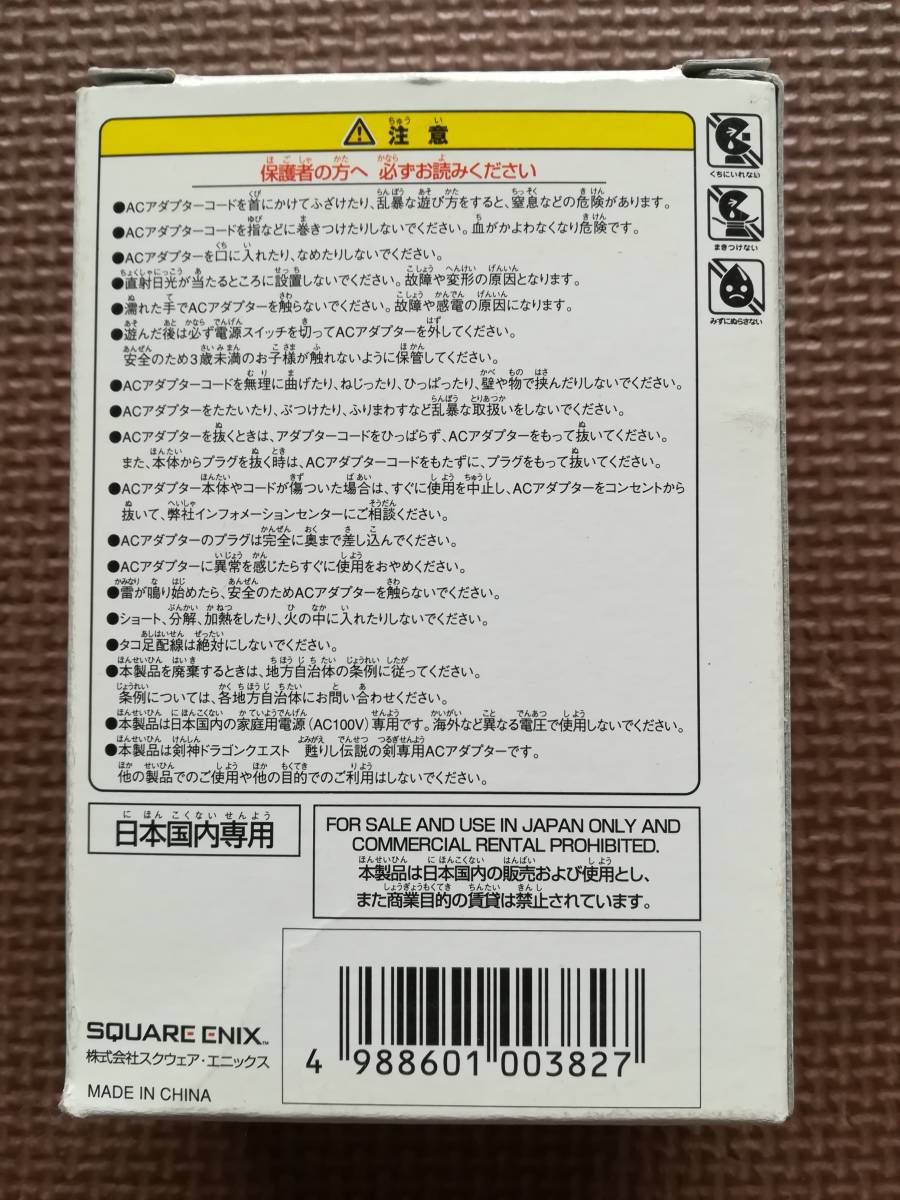 注意
保護者の方へ 必ずお読みください
●ACアダプターコードを首にかけてふざけたり、乱暴な遊び方をすると、窒息などの危険があります。
●ACアダプターコードを指などに巻きつけたりしないでください。血がかよわなくなり危険です。
●ACアダプターを口に入れたり、なめたりしないでください。
●直射日光が当たるところに設置しないでください。故障や変形の原因となります。
●濡れた手でACアダプターを触らないでください。故障や感電の原因になります。
●遊んだ後は必ず電源スイッチを切ってACアダプターを外してください。
安全のため3歳未満のお子様が触れないように保管してください。
●ACアダプターコードを無理に曲げたり、ねじったり、ひっぱったり、壁や物で挟んだりしないでください。
●ACアダプターをたたいたり、ぶつけたり、ふりまわすなど乱暴な取扱いをしないでください。
●ACアダプターを抜くときは、アダプターコードをひっぱらず、ACアダプターをもって抜いてください。
また、本体からプラグを抜く時は、ACアダプターコードをもたずに、プラグをもって抜いてください。
●ACアダプター本体やコードが傷ついた場合は、すぐに使用を中止し、ACアダプターをコンセントから
抜いて、弊社インフォメーションセンターにご相談ください。
●ACアダプターのプラグは完全に奥まで差し込んでください。
●ACアダプターに異常を感じたらすぐに使用をおやめください。
●雷が鳴り始めたら、安全のためACアダプターを触らないでください。
●ショート、分解、加熱をしたり、火の中に入れたりしないでください。
●タコ足配線は絶対にしないでください。
●本製品を廃棄するときは、地方自治体の条例に従ってください。
条例については、各地方自治体にお問い合わせください。
●本製品は日本国内の家庭用電源（AC100V）専用です。海外など異なる電圧で使用しないでください。
●本製品は剣神ドラゴンクエスト 甦りし伝説の剣専用ACアダプターです。
他の製品でのご使用や他の目的でのご利用はしないでください。
くちにいれない
まきつけない
みずにぬらさない
日本国内専用
FOR SALE AND USE IN JAPAN ONLY AND
COMMERCIAL RENTAL PROHIBITED.
本製品は日本国内の販売および使用とし、
また商業目的の賃貸は禁止されています。
SQUARE ENIX™
株式会社スクウェア・エニックス
MADE IN CHINA
4 988601 003827